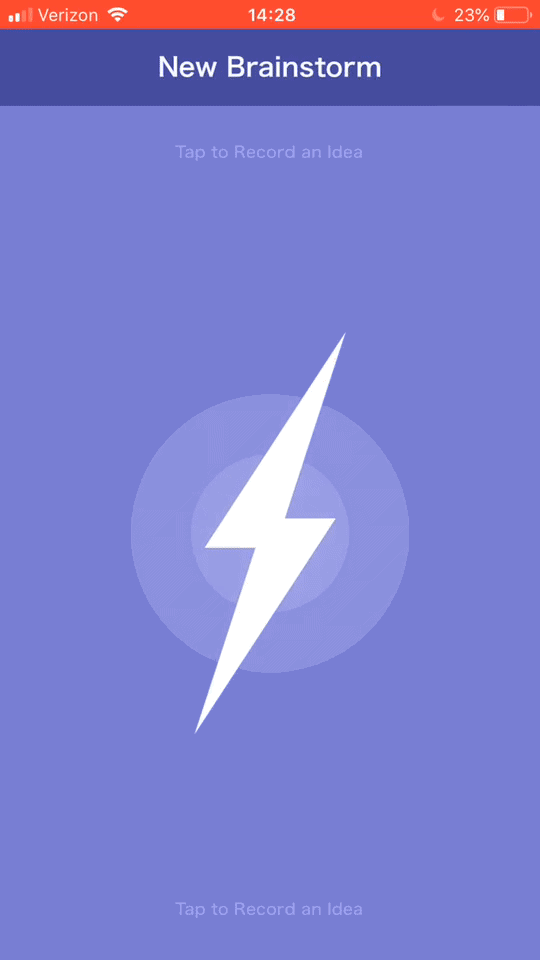 Verizon 14:28 23%
New Brainstorm
Tap to Record an Idea
Tap to Record an Idea